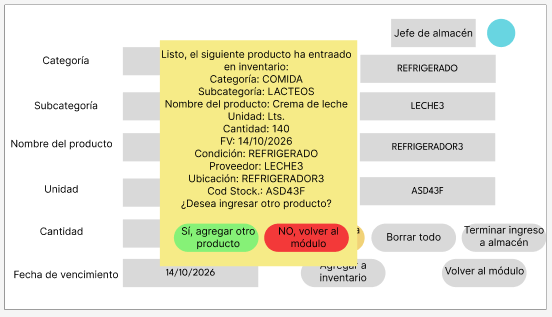 Jefe de almacén
Categoría
Subcategoría
Nombre del producto
Unidad
Cantidad
Fecha de vencimiento
14/10/2026
Listo, el siguiente producto ha entraado
en inventario:
Categoría: COMIDA
Subcategoría: LACTEOS
Nombre del producto: Crema de leche
Unidad: Lts.
Cantidad: 140
FV: 14/10/2026
Condición: REFRIGERADO
Proveedor: LECHE3
Ubicación: REFRIGERADOR3
Cod Stock.: ASD43F
¿Desea ingresar otro producto?
Sí, agregar otro
producto
NO, volver al
módulo
REFRIGERADO
LECHE3
REFRIGERADOR3
ASD43F
a
Borrar todo
Terminar ingreso
a almacén
Agregar a
inventario
Volver al módulo